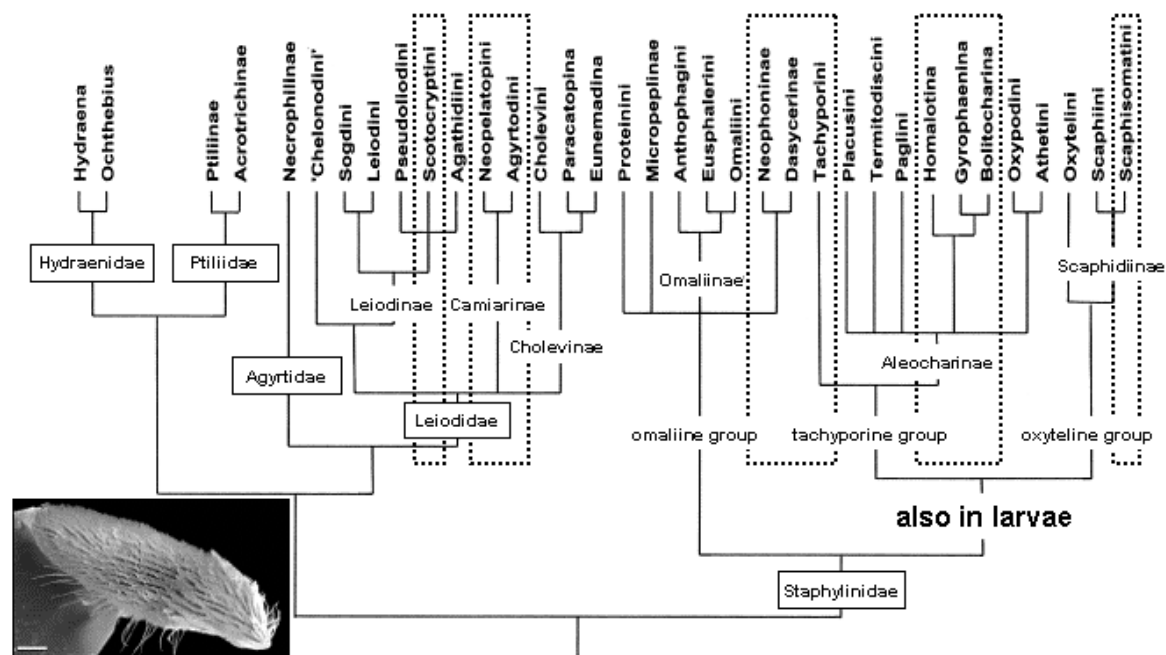 Hydraena
Ochthebius
Ptiliinae
Acrotrichinae
Necrophilinae
'Chelonodini'
Sogdini
Leiodini
Pseudoliodini
Scotocryptini
Agathidiini
Neopelatopini
Agyrtodini
Cholevini
Paracatopina
Eunemadina
Proteinini
Micropeplinae
Anthophagini
Eusphalerini
Omaliini
Neophoninae
Dasycerinae
Tachyporini
Placusini
Termitodiscini
Paglini
Homalotina
Gyrophaenina
Bolitocharina
Oxypodini
Athetini
Oxytelini
Scaphiini
Scaphisomatini
Hydraenidae
Ptiliidae
Omaliinae
Scaphidiinae
Leiodinae
Camiarinae
Cholevinae
Aleocharinae
Agyrtidae
Leiodidae
omaliine group
tachyporine group
oxyteline group
also in larvae
Staphylinidae